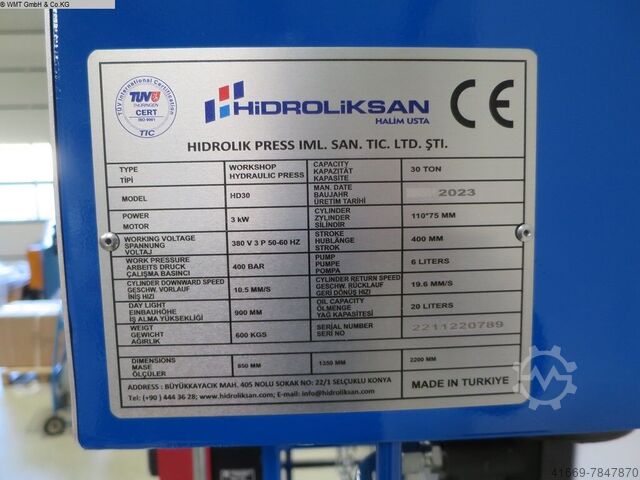 © WMT GmbH & Co.KG
TÜV International Certification
TÜV
THÜRINGEN
CERT
ISO 9001
TIC
HiDROLiKSAN
HALİM USTA
CE
HIDROLIK PRESS IML. SAN. TIC. LTD. ŞTI.
TYPE TİPİ WORKSHOP HYDRAULIC PRESS CAPACITY KAPAZITÄT KAPASİTE 30 TON
MODEL HD30 MAN. DATE BAUJAHR ÜRETIM TARİHİ 2023
POWER MOTOR 3 kW CYLINDER ZYLINDER SİLINDIR 110*75 MM
WORKING VOLTAGE SPANNUNG VOLTAJ 380 V 3 P 50-60 HZ STROKE HUBLÄNGE STROK 400 MM
WORK PRESSURE ARBEITS DRUCK ÇALIŞMA BASINCI 400 BAR PUMP PUMPE POMPA 6 LITERS
CYLINDER DOWNWARD SPEED GESCHW. VORLAUF İNİŞ HIZI 10.5 MM/S CYLINDER RETURN SPEED GESCHW. RÜCKLAUF GERİ DÖNÜŞ HIZI 19.6 MM/S
DAY LIGHT EINBAUHÖHE İŞ ALMA YÜKSEKLİĞİ 900 MM OIL CAPACITY ÖLMENGE YAĞ KAPASİTESİ 20 LITERS
WEIGT GEWICHT AĞIRLIK 600 KGS SERIAL NUMBER SERI NO 2211220789
DIMENSIONS MASE ÖLÇÜLER 850 MM 1350 MM 2200 MM
ADDRESS : BÜYÜKKAYACIK MAH. 405 NOLU SOKAK NO: 22/1 SELÇUKLU KONYA
Tel: (+90 ) 444 36 28; www.hidroliksan.com; E-mail: info@hidroliksan.com
MADE IN TURKIYE
41669-7847870